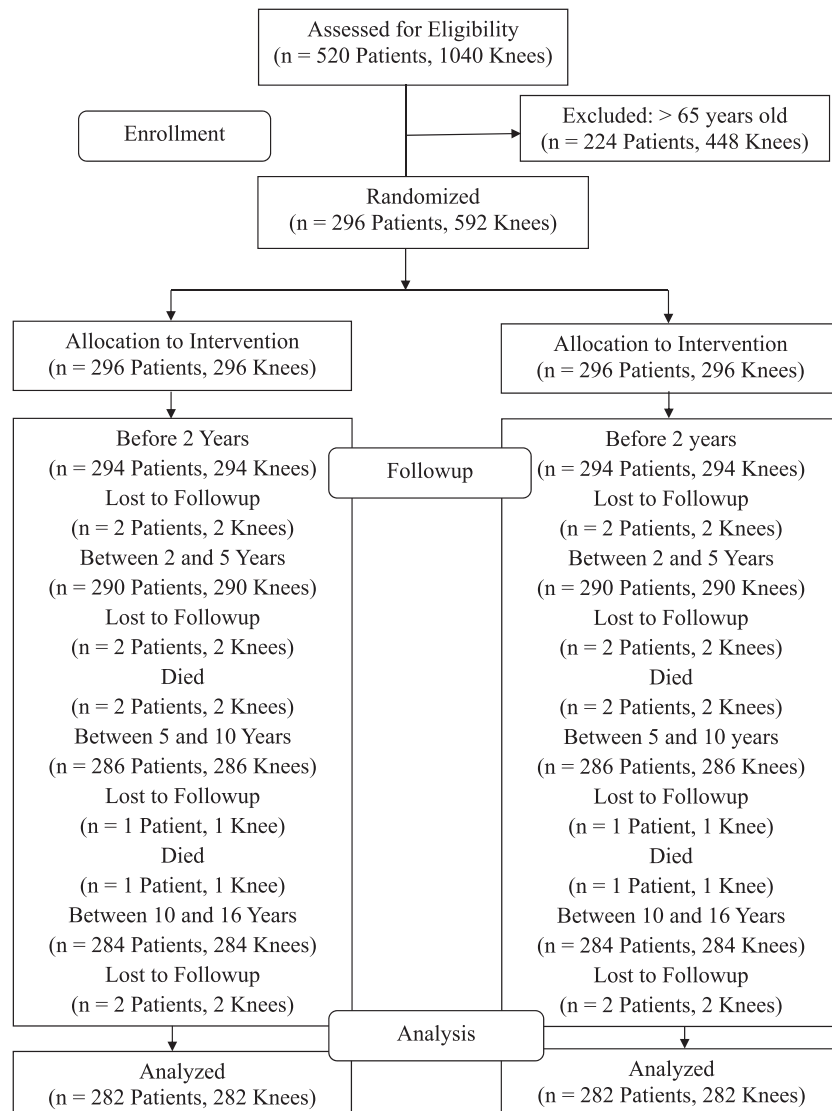 Assessed for Eligibility
(n = 520 Patients, 1040 Knees)
Enrollment
Excluded: > 65 years old
(n = 224 Patients, 448 Knees)
Randomized
(n = 296 Patients, 592 Knees)
Allocation to Intervention
(n = 296 Patients, 296 Knees)
Allocation to Intervention
(n = 296 Patients, 296 Knees)
Followup
Before 2 Years
(n = 294 Patients, 294 Knees)
Lost to Followup
(n = 2 Patients, 2 Knees)
Between 2 and 5 Years
(n = 290 Patients, 290 Knees)
Lost to Followup
(n = 2 Patients, 2 Knees)
Died
(n = 2 Patients, 2 Knees)
Between 5 and 10 Years
(n = 286 Patients, 286 Knees)
Lost to Followup
(n = 1 Patient, 1 Knee)
Died
(n = 1 Patient, 1 Knee)
Between 10 and 16 Years
(n = 284 Patients, 284 Knees)
Lost to Followup
(n = 2 Patients, 2 Knees)
Before 2 years
(n = 294 Patients, 294 Knees)
Lost to Followup
(n = 2 Patients, 2 Knees)
Between 2 and 5 Years
(n = 290 Patients, 290 Knees)
Lost to Followup
(n = 2 Patients, 2 Knees)
Died
(n = 2 Patients, 2 Knees)
Between 5 and 10 years
(n = 286 Patients, 286 Knees)
Lost to Followup
(n = 1 Patient, 1 Knee)
Died
(n = 1 Patient, 1 Knee)
Between 10 and 16 Years
(n = 284 Patients, 284 Knees)
Lost to Followup
(n = 2 Patients, 2 Knees)
Analysis
Analyzed
(n = 282 Patients, 282 Knees)
Analyzed
(n = 282 Patients, 282 Knees)